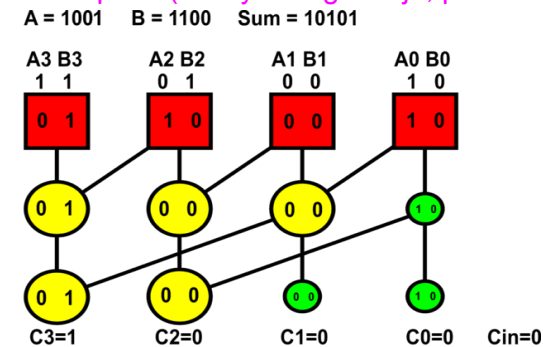 A = 1001 B = 1100 Sum = 10101
A3 B3 A2 B2 A1 B1 A0 B0
1 1 0 1 0 0 1 0
0 1 1 0 0 0 1 0
0 1 0 0 0 0 1 0
0 1 0 0 0 0 1 0
C3=1 C2=0 C1=0 C0=0 Cin=0